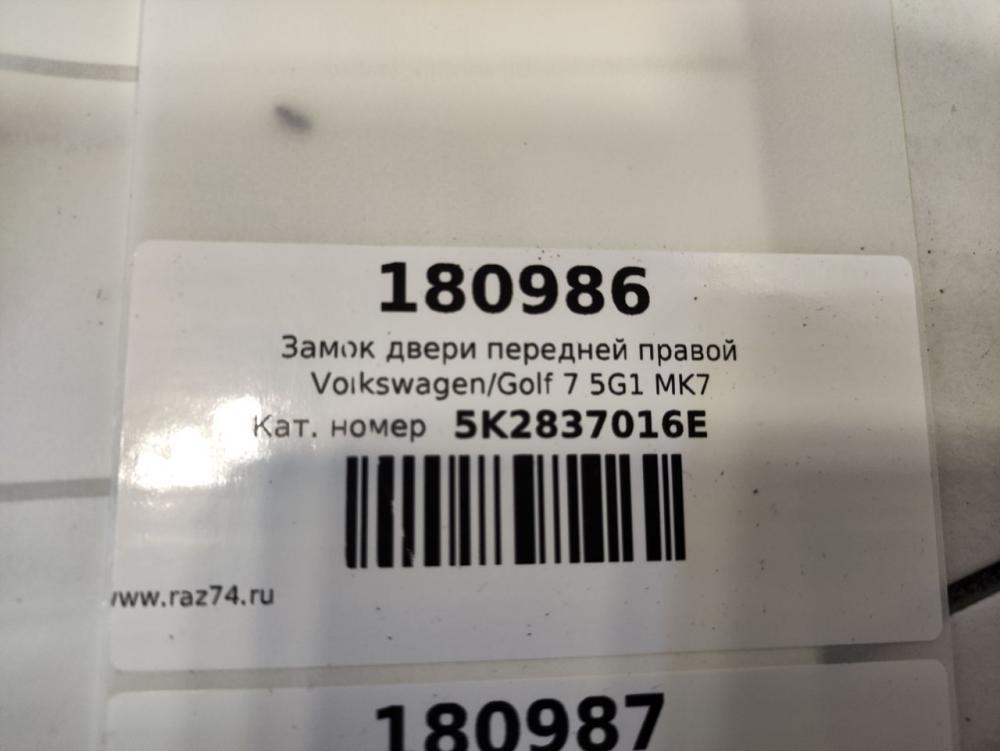 180986
Замок двери передней правой
Volkswagen/Golf 7 5G1 MK7
Кат. номер 5K2837016E
www.raz74.ru
180987